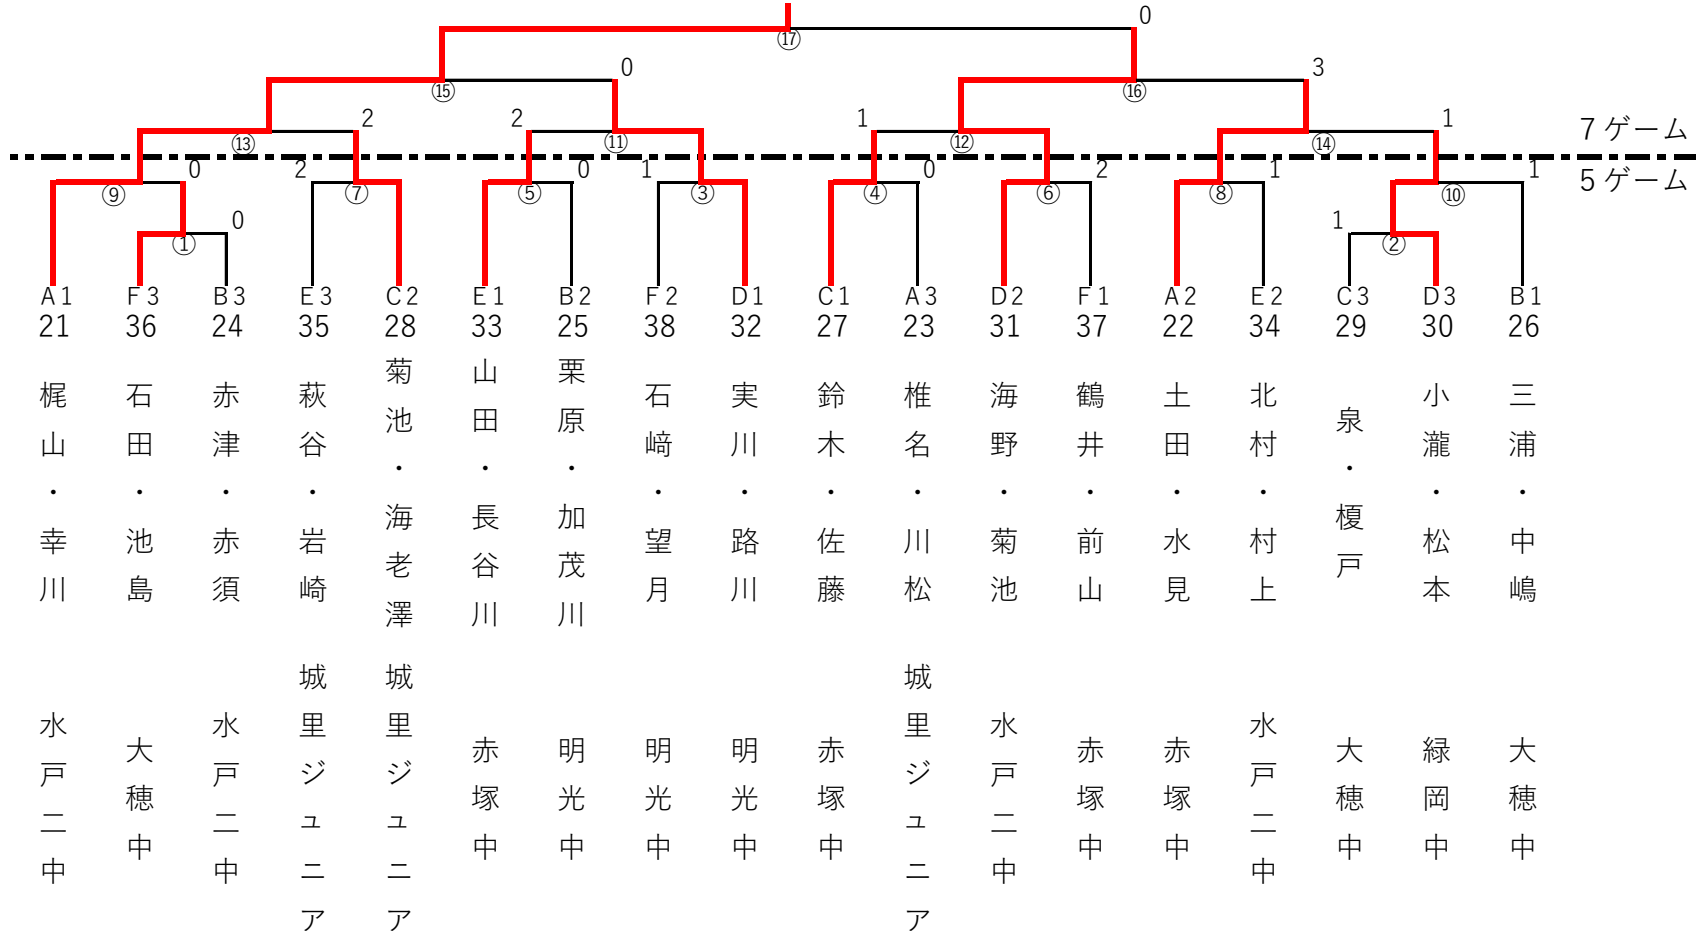 0
⑰
0
3
⑮
⑯
2
2
1
1
7ゲーム
⑬
⑪
⑫
⑭
0
2
0
1
0
2
1
1
5ゲーム
⑨
⑦
⑤
③
④
⑥
⑧
⑩
0
1
①
②
A1 F3 B3 E3 C2 E1 B2 F2 D1 C1 A3 D2 F1 A2 E2 C3 D3 B1
21 36 24 35 28 33 25 38 32 27 23 31 37 22 34 29 30 26
梶山・幸川
石田・池島
赤津・赤須
萩谷・岩崎
菊池・海老澤
山田・長谷川
栗原・加茂川
石﨑・望月
実川・路川
鈴木・佐藤
椎名・川松
海野・菊池
鶴井・前山
土田・水見
北村・村上
泉・榎戸
小瀧・松本
三浦・中嶋
水戸二中
大穂中
水戸二中
城里ジュニア
城里ジュニア
赤塚中
明光中
明光中
明光中
赤塚中
城里ジュニア
水戸二中
赤塚中
赤塚中
水戸二中
大穂中
緑岡中
大穂中